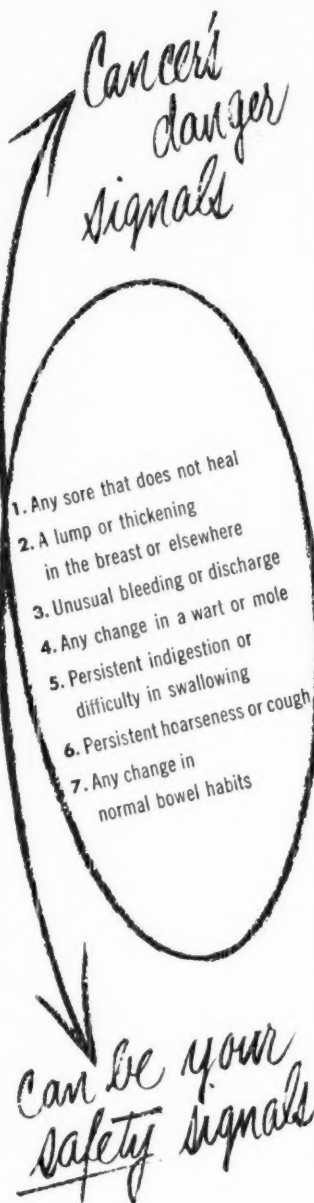 Cancer's
danger
signals
1. Any sore that does not heal
2. A lump or thickening
in the breast or elsewhere
3. Unusual bleeding or discharge
4. Any change in a wart or mole
5. Persistent indigestion or
difficulty in swallowing
6. Persistent hoarseness or cough
7. Any change in
normal bowel habits
can be your
safety signals